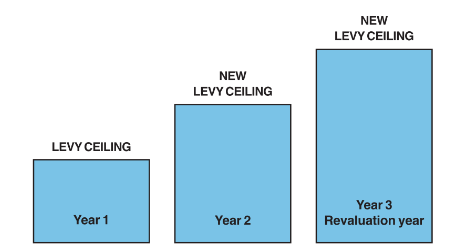 LEVY CEILING
Year 1
NEW
LEVY CEILING
Year 2
NEW
LEVY CEILING
Year 3
Revaluation year